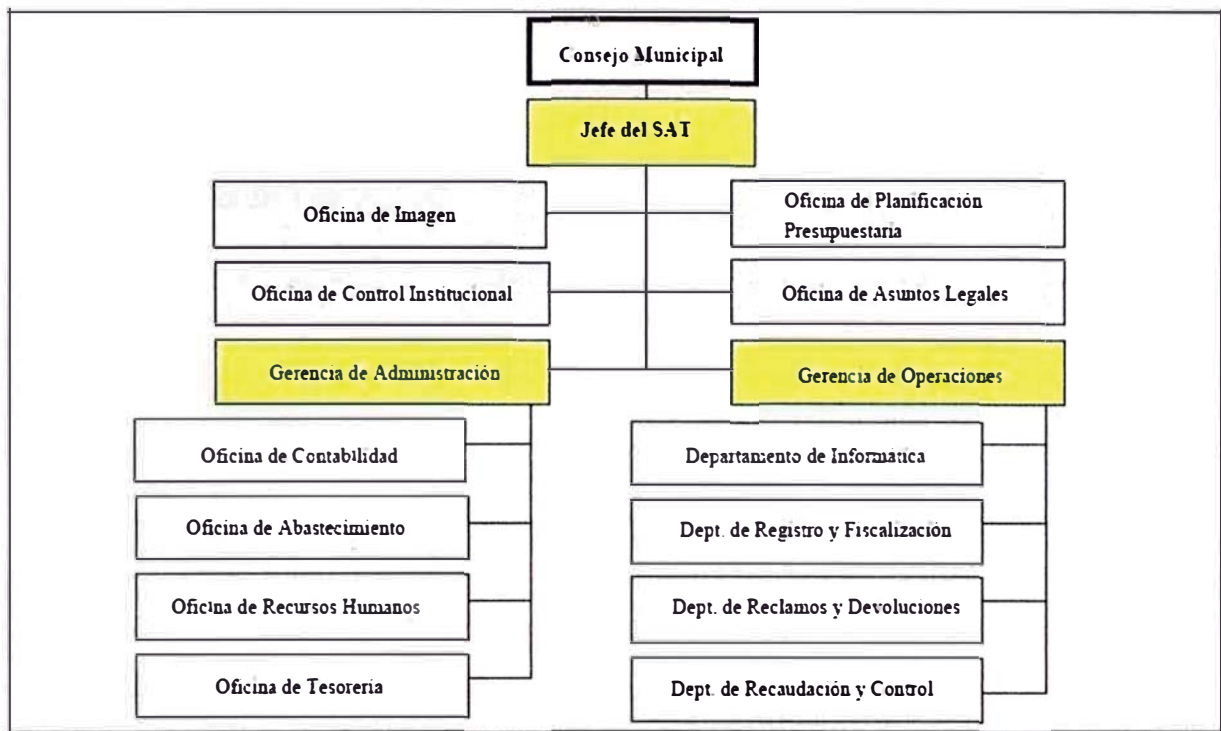 Consejo Municipal
Jefe del SAT
Oficina de Imagen
Oficina de Planificación
Presupuestaria
Oficina de Control Institucional
Oficina de Asuntos Legales
Gerencia de Administración
Gerencia de Operaciones
Oficina de Contabilidad
Departamento de Informática
Oficina de Abastecimiento
Dept. de Registro y Fiscalización
Oficina de Recursos Humanos
Dept. de Reclamos y Devoluciones
Oficina de Tesorería
Dept. de Recaudación y Control